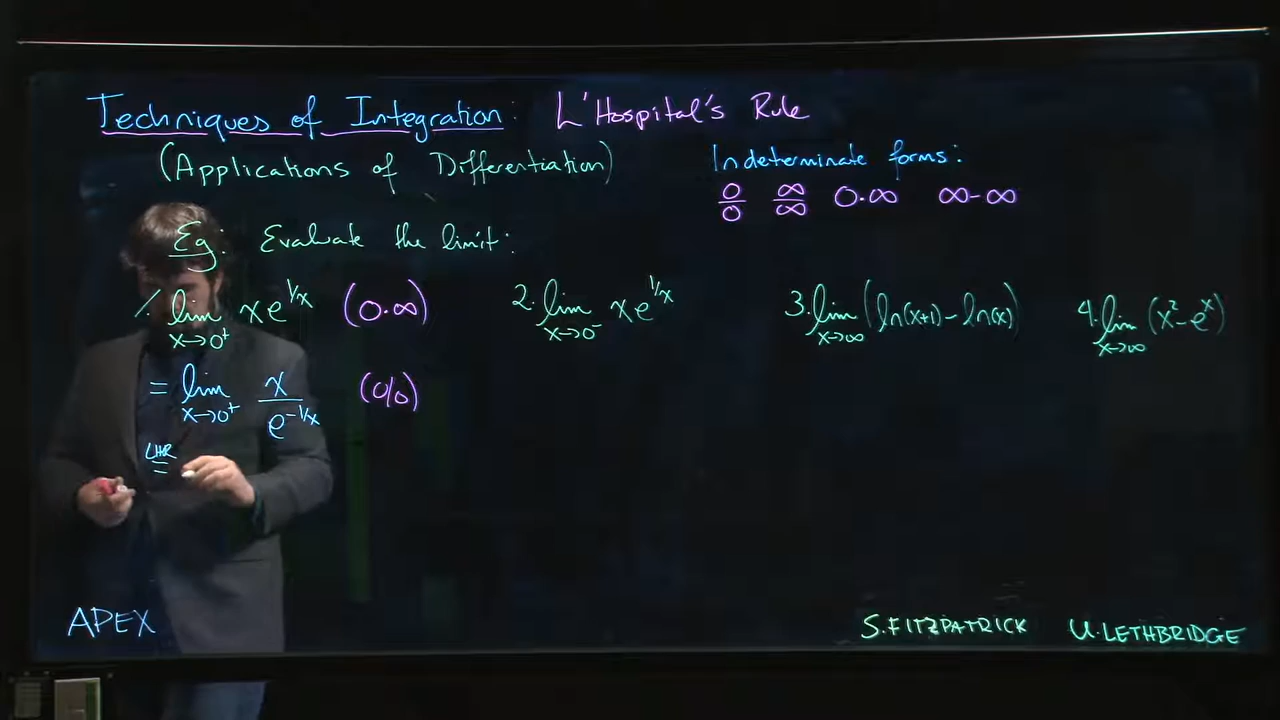 Techniques of Integration: L'Hospital's Rule
(Applications of Differentiation)
Indeterminate forms:
0/0 ∞/∞ 0·∞ ∞-∞
Eg: Evaluate the limit:
1. lim x→0⁺ xe^(1/x) (0·∞)
2. lim x→0⁻ xe^(1/x)
3. lim x→∞ (ln(x+1) - ln(x))
4. lim x→∞ (x² - e^x)
= lim x→0⁺ x/e^(-1/x) (0/0)
LHR =
APEX
S. FITZPATRICK U. LETHBRIDGE